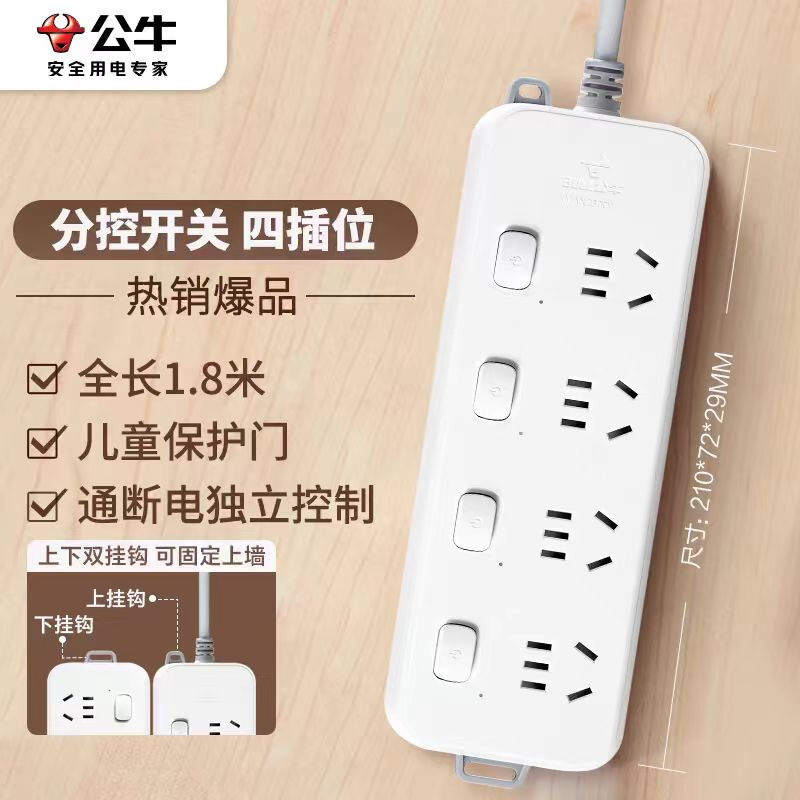 公牛
安全用电专家
分控开关 四插位
热销爆品
全长1.8米
儿童保护门
通断电独立控制
上下双挂钩 可固定上墙
上挂钩
下挂钩
尺寸: 210*72*29MM